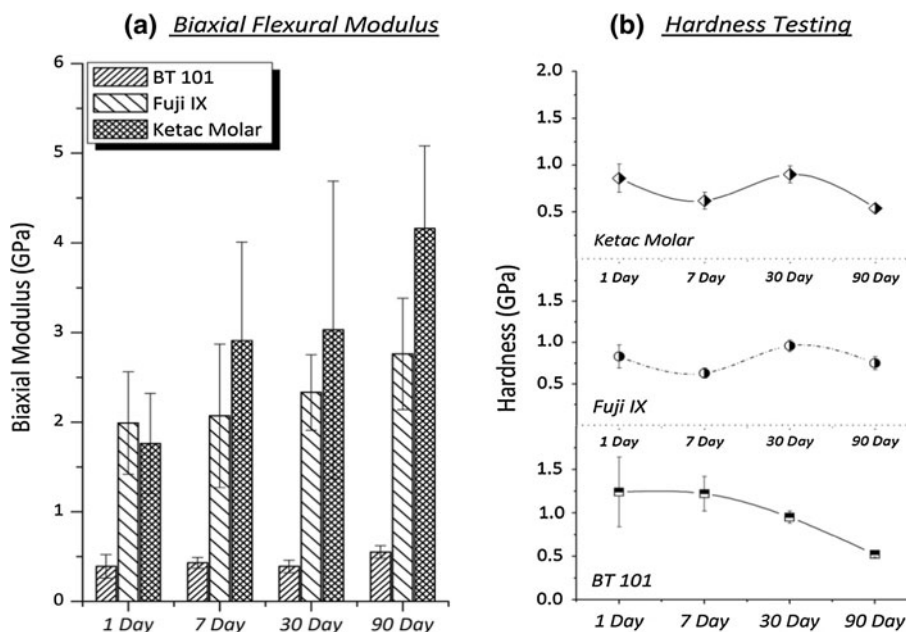 (a) Biaxial Flexural Modulus
BT 101
Fuji IX
Ketac Molar
Biaxial Modulus (GPa)
6
5
4
3
2
1
0
1 Day 7 Day 30 Day 90 Day
(b) Hardness Testing
Hardness (GPa)
2.0
1.5
1.0
0.5
Ketac Molar
1 Day 7 Day 30 Day 90 Day
1.5
1.0
0.5
Fuji IX
1 Day 7 Day 30 Day 90 Day
1.5
1.0
0.5
BT 101
0.0
1 Day 7 Day 30 Day 90 Day